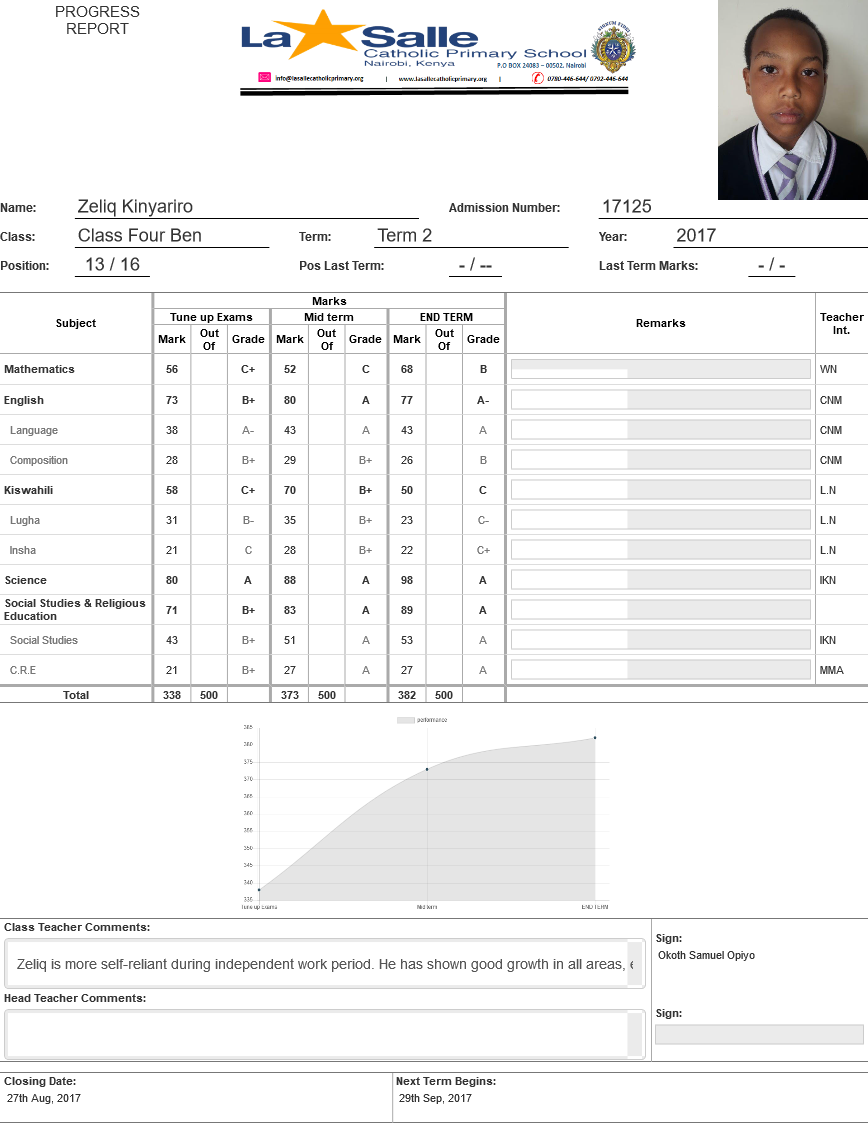 PROGRESS
REPORT
La Salle
Catholic Primary School
Nairobi, Kenya
P.O BOX 24083 – 00502, Nairobi
info@lasallecatholicprimary.org | www.lasallecatholicprimary.org | 0780-446-644/ 0792-446-644
Name: Zeliq Kinyariro Admission Number: 17125
Class: Class Four Ben Term: Term 2 Year: 2017
Position: 13 / 16 Pos Last Term: - / -- Last Term Marks: - / -
Marks
Subject Tune up Exams Mid term END TERM Remarks Teacher Int.
Mark Out Of Grade Mark Out Of Grade Mark Out Of Grade
Mathematics 56 C+ 52 C 68 B WN
English 73 B+ 80 A 77 A- CNM
Language 38 A- 43 A 43 A CNM
Composition 28 B+ 29 B+ 26 B CNM
Kiswahili 58 C+ 70 B+ 50 C L.N
Lugha 31 B- 35 B+ 23 C- L.N
Insha 21 C 28 B+ 22 C+ L.N
Science 80 A 88 A 98 A IKN
Social Studies & Religious Education 71 B+ 83 A 89 A
Social Studies 43 B+ 51 A 53 A IKN
C.R.E 21 B+ 27 A 27 A MMA
Total 338 500 373 500 382 500
performance
385
380
375
370
365
360
355
350
345
340
335
Tune up Exams Mid term END TERM
Class Teacher Comments:
Zeliq is more self-reliant during independent work period. He has shown good growth in all areas,
Sign:
Okoth Samuel Opiyo
Head Teacher Comments:
Sign:
Closing Date: Next Term Begins:
27th Aug, 2017 29th Sep, 2017